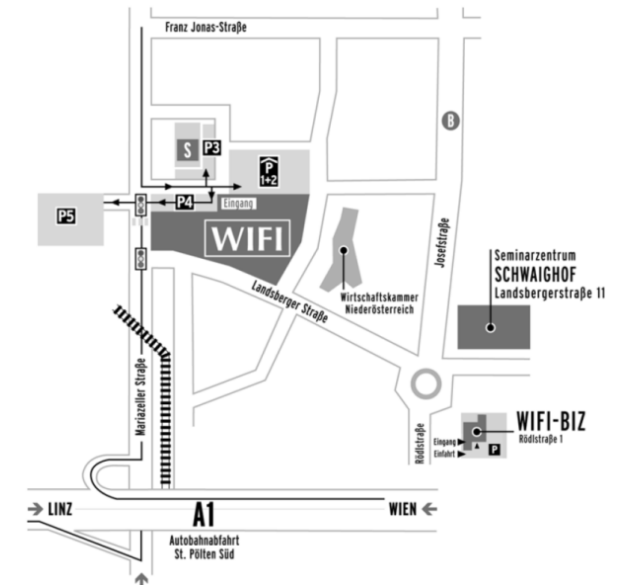 Franz Jonas-Straße
B
S
P3
P
1+2
P4
Eingang
P5
WIFI
Josefstraße
Seminarzentrum
SCHWAIGHOF
Landsbergerstraße 11
Landsberger Straße
Wirtschaftskammer
Niederösterreich
Mariazeller Straße
Rödlstraße
WIFI-BIZ
Rödlstraße 1
Eingang
Einfahrt
P
LINZ
A1
WIEN
Autobahnabfahrt
St. Pölten Süd